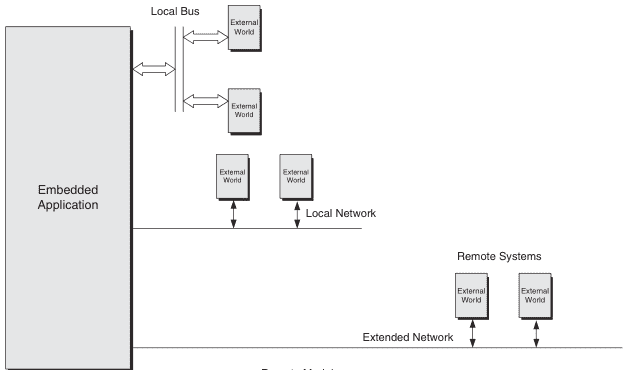 Local Bus
External
World
External
World
External
World
External
World
Embedded
Application
Local Network
Remote Systems
External
World
External
World
Extended Network